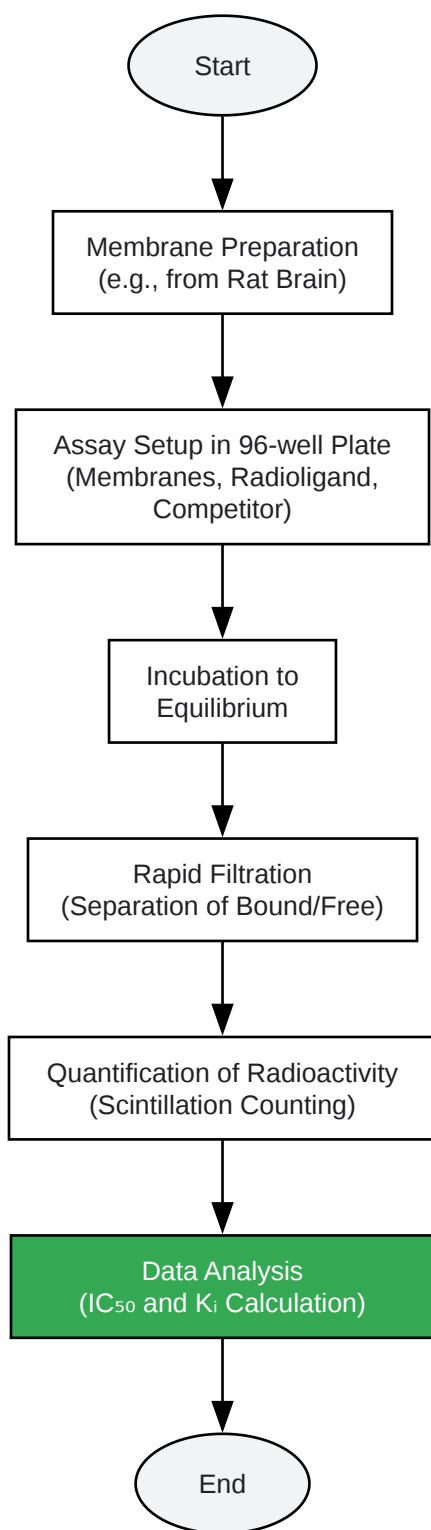 Start
Membrane Preparation
(e.g., from Rat Brain)
Assay Setup in 96-well Plate
(Membranes, Radioligand,
Competitor)
Incubation to
Equilibrium
Rapid Filtration
(Separation of Bound/Free)
Quantification of Radioactivity
(Scintillation Counting)
Data Analysis
(IC₅₀ and Kᵢ Calculation)
End